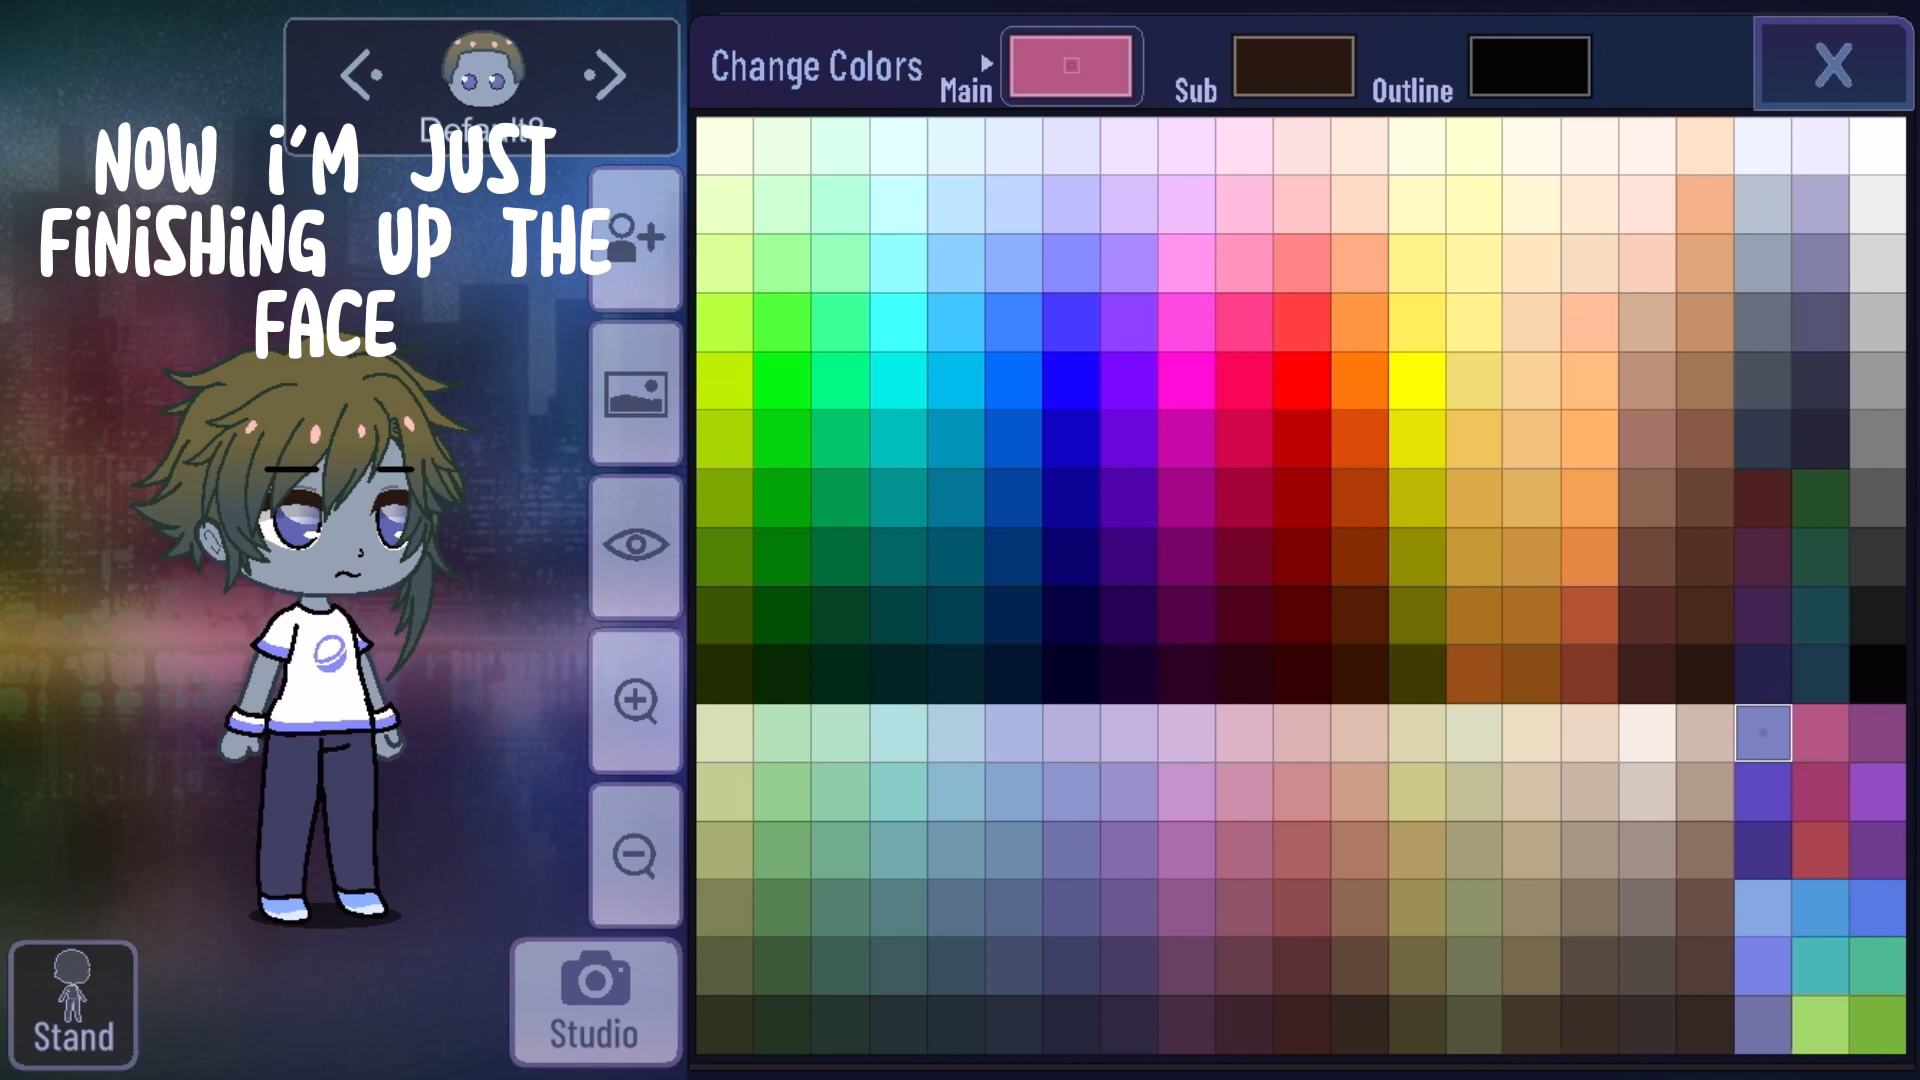 Change Colors
Main
Sub
Outline
X
NOW i'M JUST
FiNiSHiNG UP THE
FACE
Stand
Studio